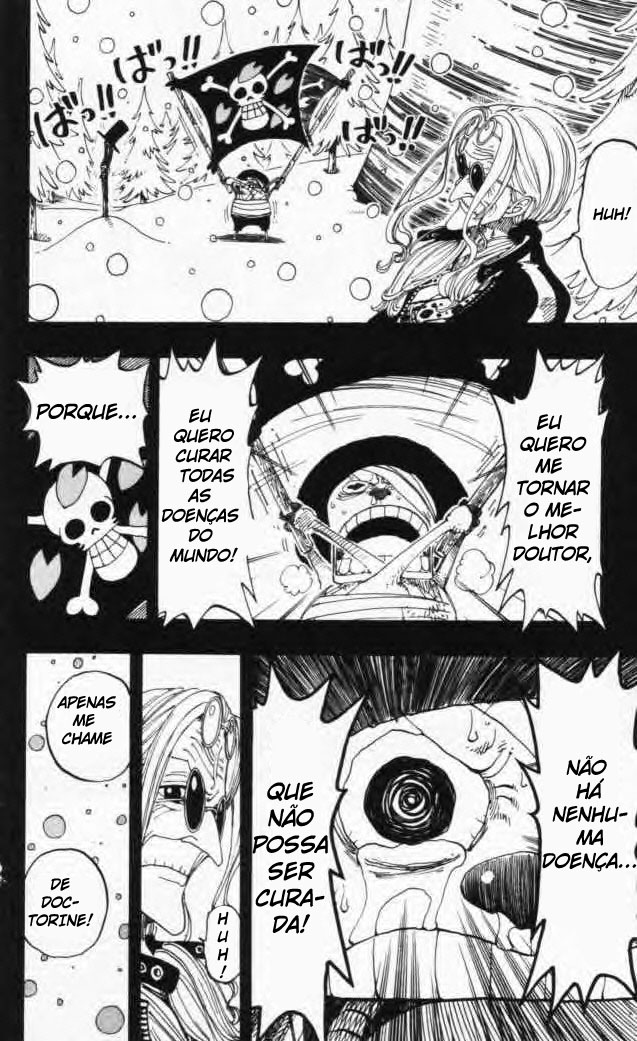 ばっ!!
ばっ!!
ばっ!!
ばっ!!
HUH!
EU
QUERO
ME
TORNAR
O ME-
LHOR
DOUTOR,
EU
QUERO
CURAR
TODAS
AS
DOENÇAS
DO
MUNDO!
PORQUE...
NÃO
HÁ
NENHU-
MA
DOENÇA...
QUE
NÃO
POSSA
SER
CURA-
DA!
HUH!
APENAS
ME
CHAME
DE
DOC-
TORINE!